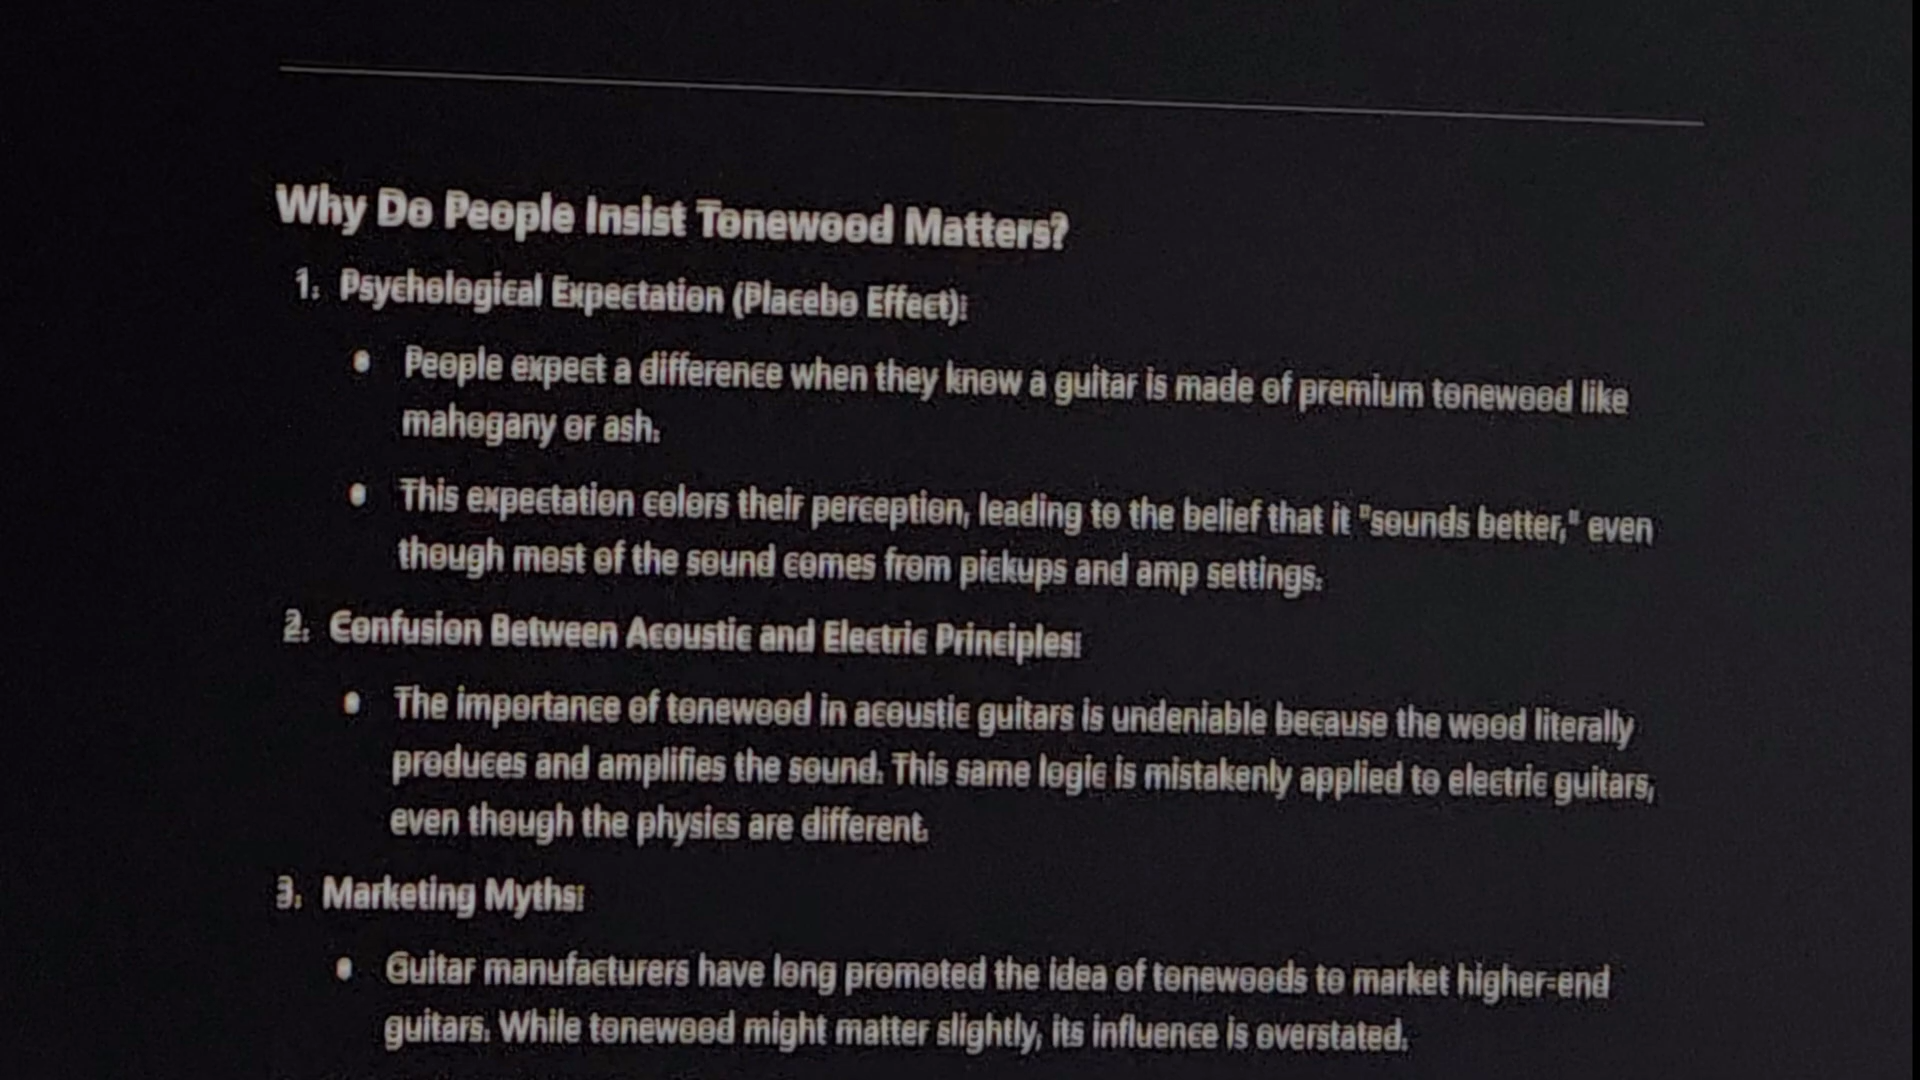 Why Do People Insist Tonewood Matters?
1. Psychological Expectation (Placebo Effect):
• People expect a difference when they know a guitar is made of premium tonewood like
mahogany or ash.
• This expectation colors their perception, leading to the belief that it "sounds better," even
though most of the sound comes from pickups and amp settings.
2. Confusion Between Acoustic and Electric Principles:
• The importance of tonewood in acoustic guitars is undeniable because the wood literally
produces and amplifies the sound. This same logic is mistakenly applied to electric guitars,
even though the physics are different.
3. Marketing Myths:
• Guitar manufacturers have long promoted the idea of tonewoods to market higher-end
guitars. While tonewood might matter slightly, its influence is overstated.